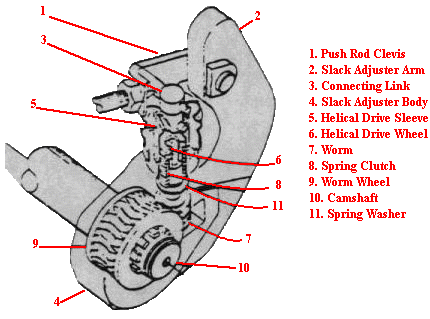 1
2
3
5
6
8
11
7
9
10
4
1. Push Rod Clevis
2. Slack Adjuster Arm
3. Connecting Link
4. Slack Adjuster Body
5. Helical Drive Sleeve
6. Helical Drive Wheel
7. Worm
8. Spring Clutch
9. Worm Wheel
10. Camshaft
11. Spring Washer